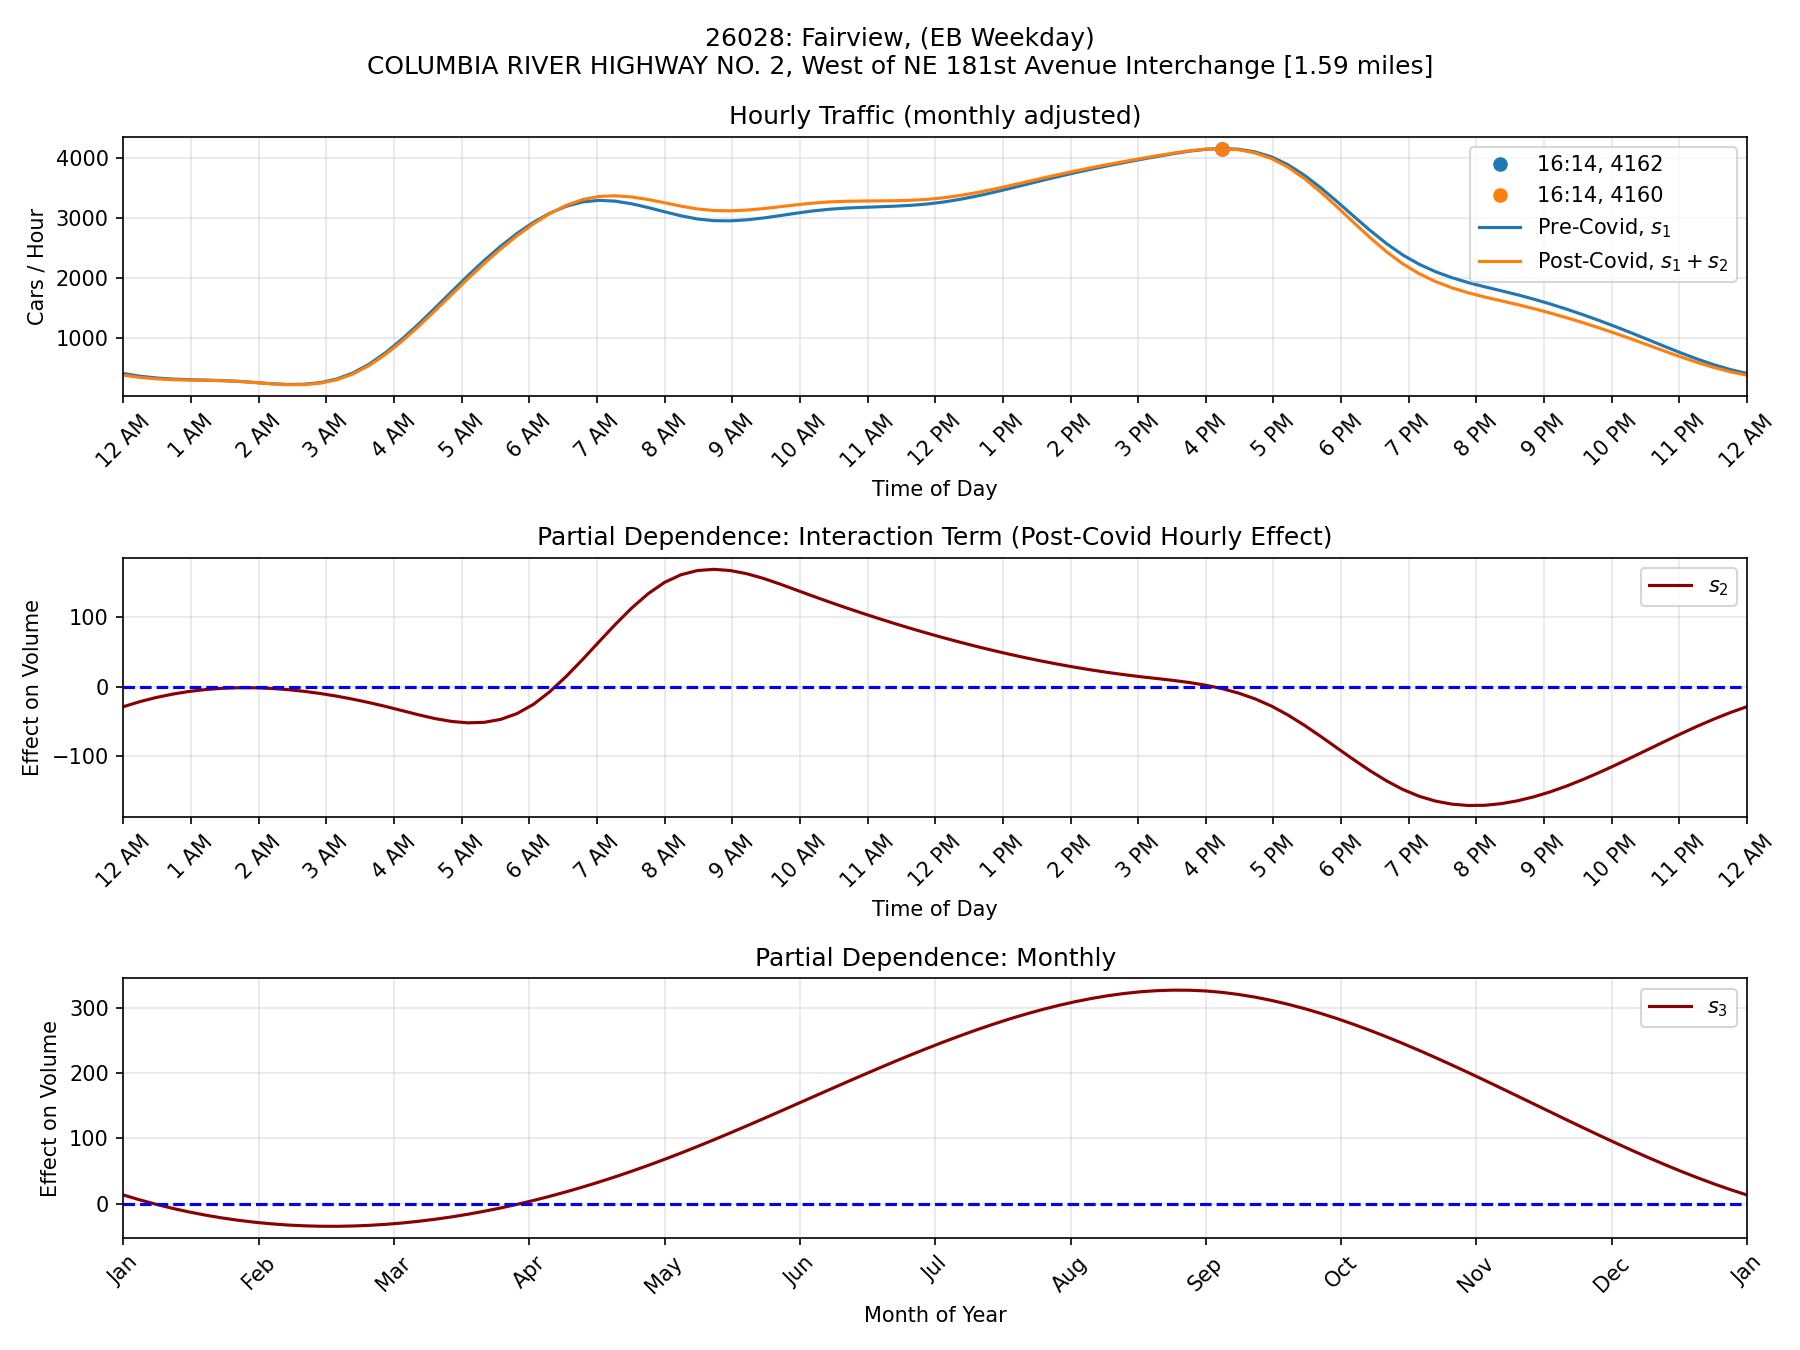 26028: Fairview, (EB Weekday)
COLUMBIA RIVER HIGHWAY NO. 2, West of NE 181st Avenue Interchange [1.59 miles]
Hourly Traffic (monthly adjusted)
Cars / Hour
4000
3000
2000
1000
16:14, 4162
16:14, 4160
Pre-Covid, s₁
Post-Covid, s₁ + s₂
12 AM 1 AM 2 AM 3 AM 4 AM 5 AM 6 AM 7 AM 8 AM 9 AM 10 AM 11 AM 12 PM 1 PM 2 PM 3 PM 4 PM 5 PM 6 PM 7 PM 8 PM 9 PM 10 PM 11 PM 12 AM
Time of Day
Partial Dependence: Interaction Term (Post-Covid Hourly Effect)
Effect on Volume
100
0
−100
s₂
12 AM 1 AM 2 AM 3 AM 4 AM 5 AM 6 AM 7 AM 8 AM 9 AM 10 AM 11 AM 12 PM 1 PM 2 PM 3 PM 4 PM 5 PM 6 PM 7 PM 8 PM 9 PM 10 PM 11 PM 12 AM
Time of Day
Partial Dependence: Monthly
Effect on Volume
300
200
100
0
s₃
Jan Feb Mar Apr May Jun Jul Aug Sep Oct Nov Dec Jan
Month of Year